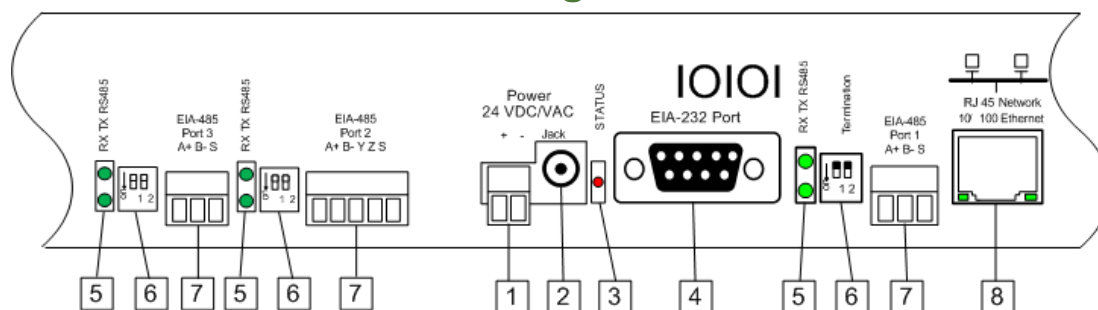 RX TX RS485
EIA-485
Port 3
A+ B- S
ON
1 2
RX TX RS485
EIA-485
Port 2
A+ B- Y Z S
ON
1 2
Power
24 VDC/VAC
+ -
Jack
STATUS
IOIOI
EIA-232 Port
RX TX RS485
Termination
ON
1 2
EIA-485
Port 1
A+ B- S
RJ 45 Network
10/ 100 Ethernet
5 6 7 5 6 7 1 2 3 4 5 6 7 8